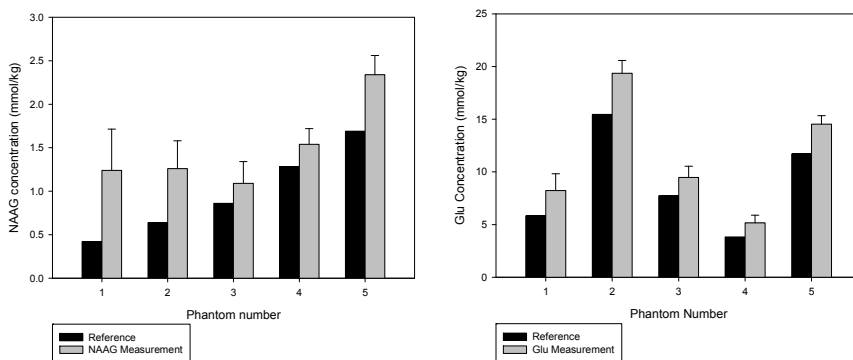 NAAG concentration (mmol/kg)
3.0
2.5
2.0
1.5
1.0
0.5
0.0
1 2 3 4 5
Phantom number
Reference
NAAG Measurement
Glu Concentration (mmol/kg)
25
20
15
10
5
0
1 2 3 4 5
Phantom Number
Reference
Glu Measurement